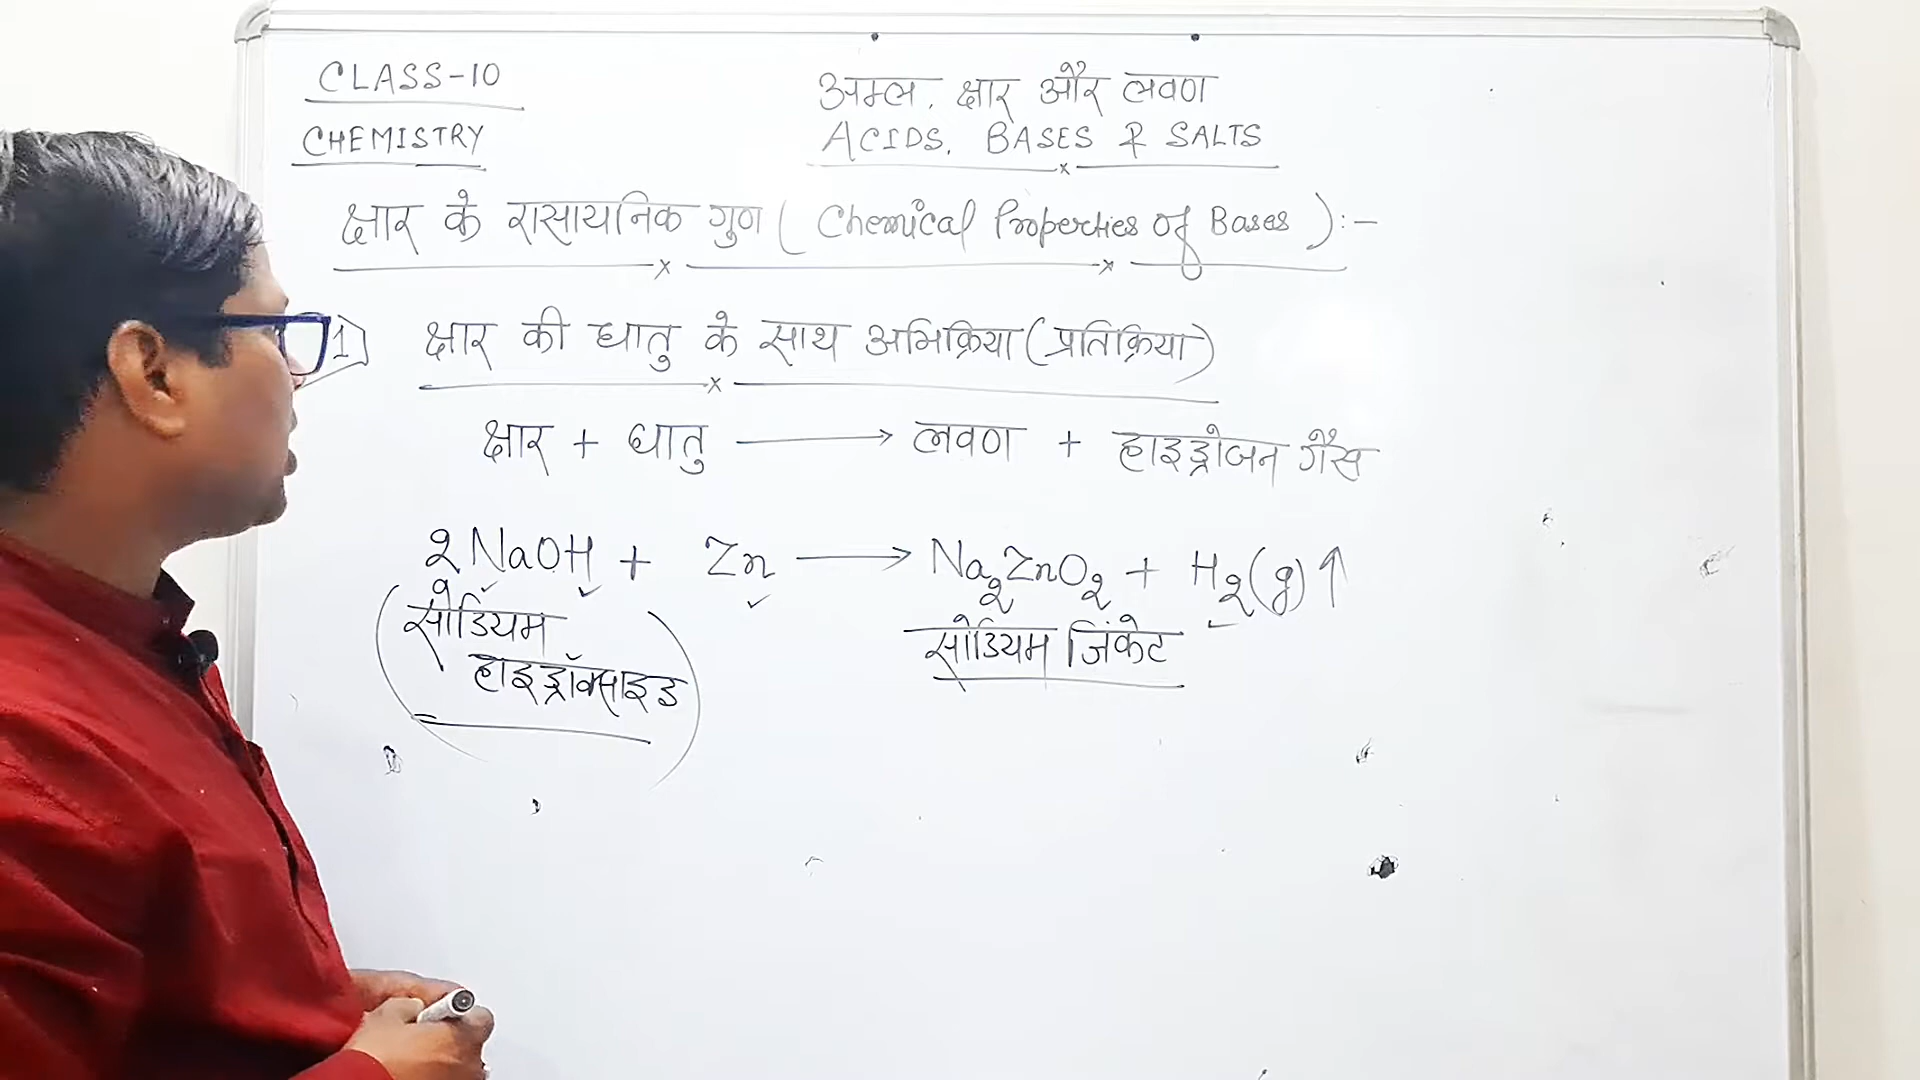 CLASS-10
CHEMISTRY
अम्ल, क्षार और लवण
ACIDS, BASES & SALTS
क्षार के रासायनिक गुण ( Chemical Properties of Bases ):-
1] क्षार की धातु के साथ अभिक्रिया (प्रतिक्रिया)
क्षार + धातु ⟶ लवण + हाइड्रोजन गैस
2NaOH + Zn ⟶ Na₂ZnO₂ + H₂(g)↑
(सोडियम
हाइड्रॉक्साइड)
सोडियम जिंकेट